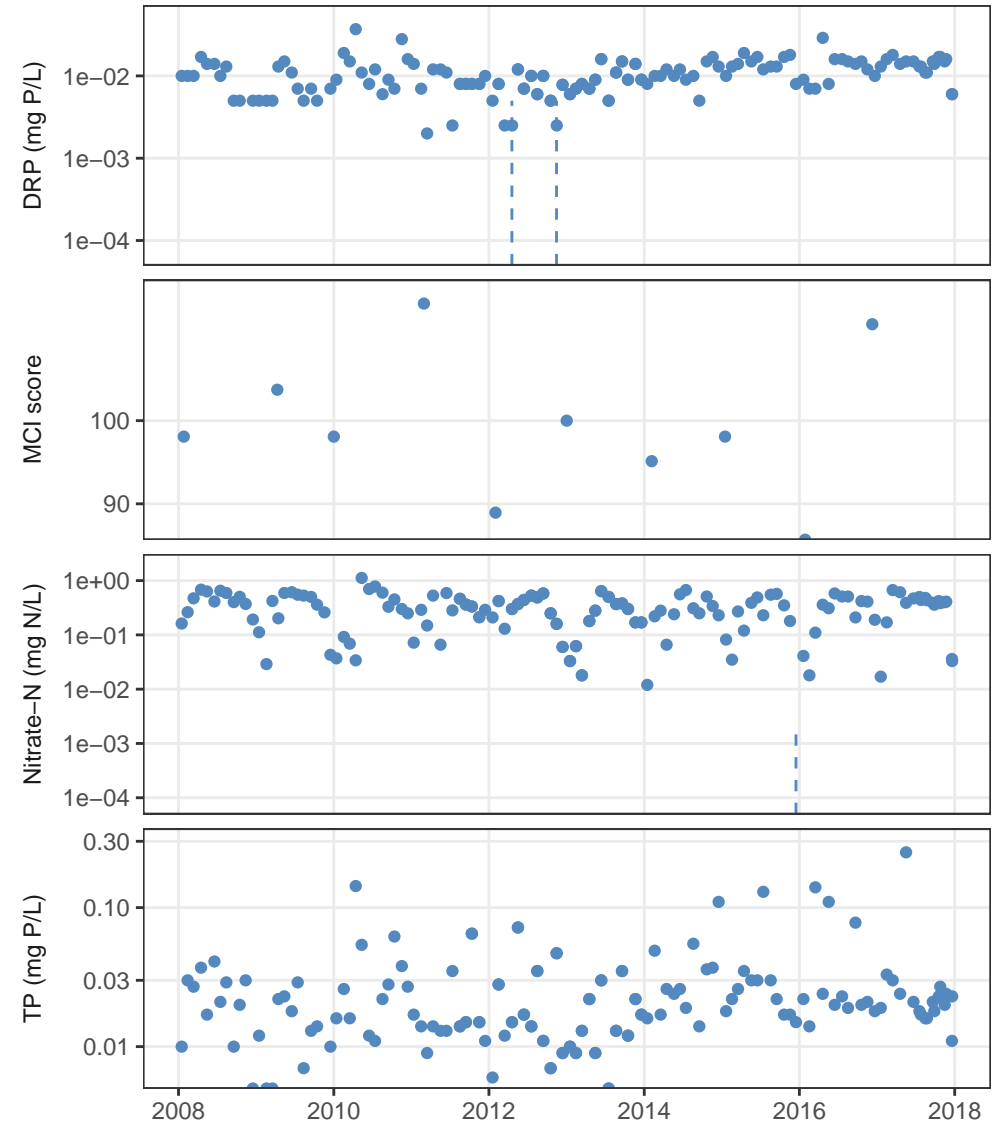 DRP (mg P/L)
1e−02
1e−03
1e−04
MCI score
100
90
Nitrate−N (mg N/L)
1e+00
1e−01
1e−02
1e−03
1e−04
TP (mg P/L)
0.30
0.10
0.03
0.01
2008 2010 2012 2014 2016 2018